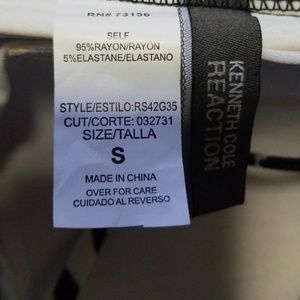 RN# 73156
SELF
95%RAYON/RAYÓN
5%ELASTANE/ELASTANO
STYLE/ESTILO:RS42G35
CUT/CORTE: 032731
SIZE/TALLA
S
MADE IN CHINA
OVER FOR CARE
CUIDADO AL REVERSO
KENNETH COLE
REACTION